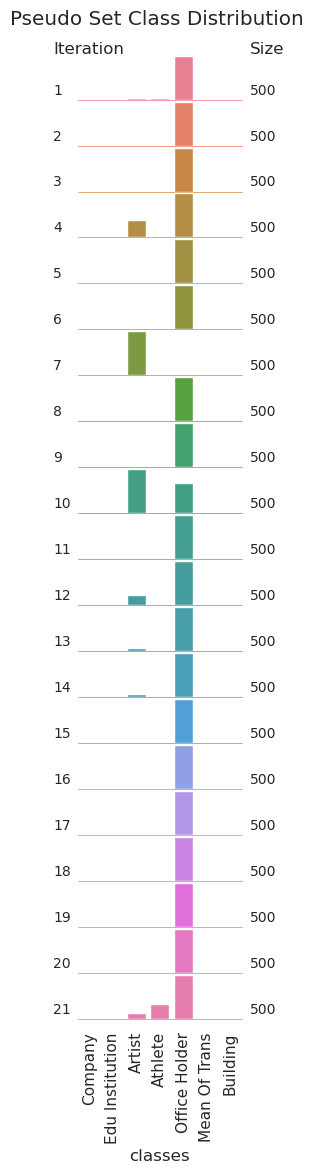 Pseudo Set Class Distribution
Iteration Size
1 500
2 500
3 500
4 500
5 500
6 500
7 500
8 500
9 500
10 500
11 500
12 500
13 500
14 500
15 500
16 500
17 500
18 500
19 500
20 500
21 500
Company
Edu Institution
Artist
Athlete
Office Holder
Mean Of Trans
Building
classes